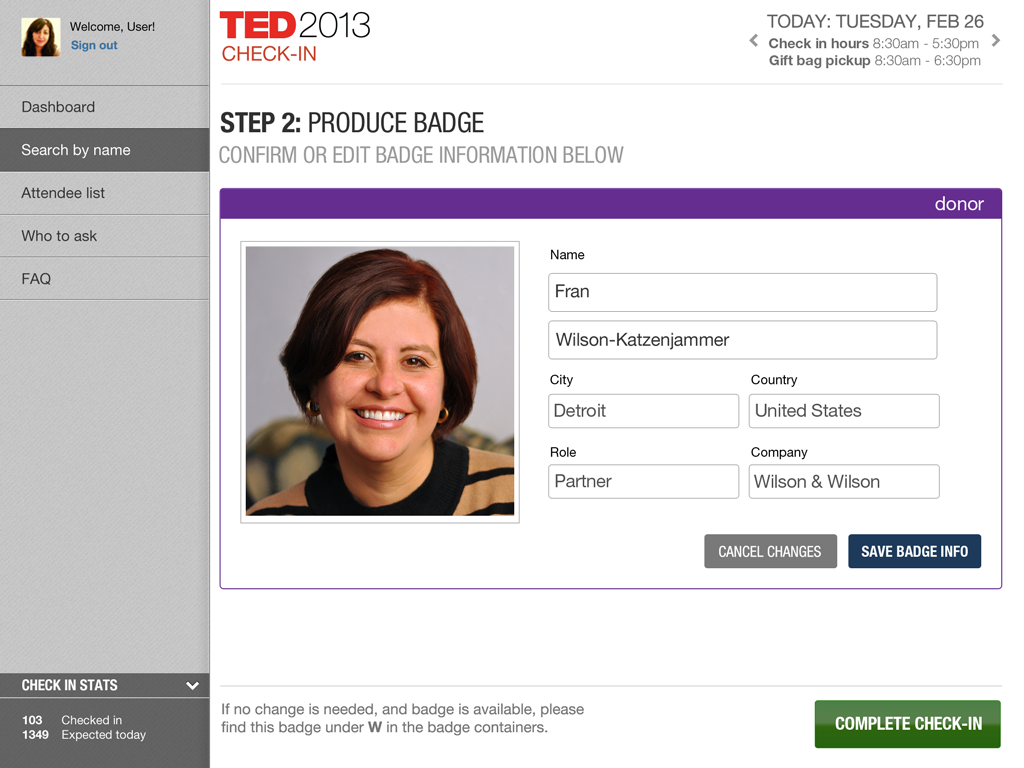 Welcome, User!
Sign out
Dashboard
Search by name
Attendee list
Who to ask
FAQ
CHECK IN STATS
103 Checked in
1349 Expected today
TED2013
CHECK-IN
TODAY: TUESDAY, FEB 26
Check in hours 8:30am - 5:30pm
Gift bag pickup 8:30am - 6:30pm
STEP 2: PRODUCE BADGE
CONFIRM OR EDIT BADGE INFORMATION BELOW
donor
Name
Fran
Wilson-Katzenjammer
City Country
Detroit United States
Role Company
Partner Wilson & Wilson
CANCEL CHANGES SAVE BADGE INFO
If no change is needed, and badge is available, please
find this badge under W in the badge containers.
COMPLETE CHECK-IN